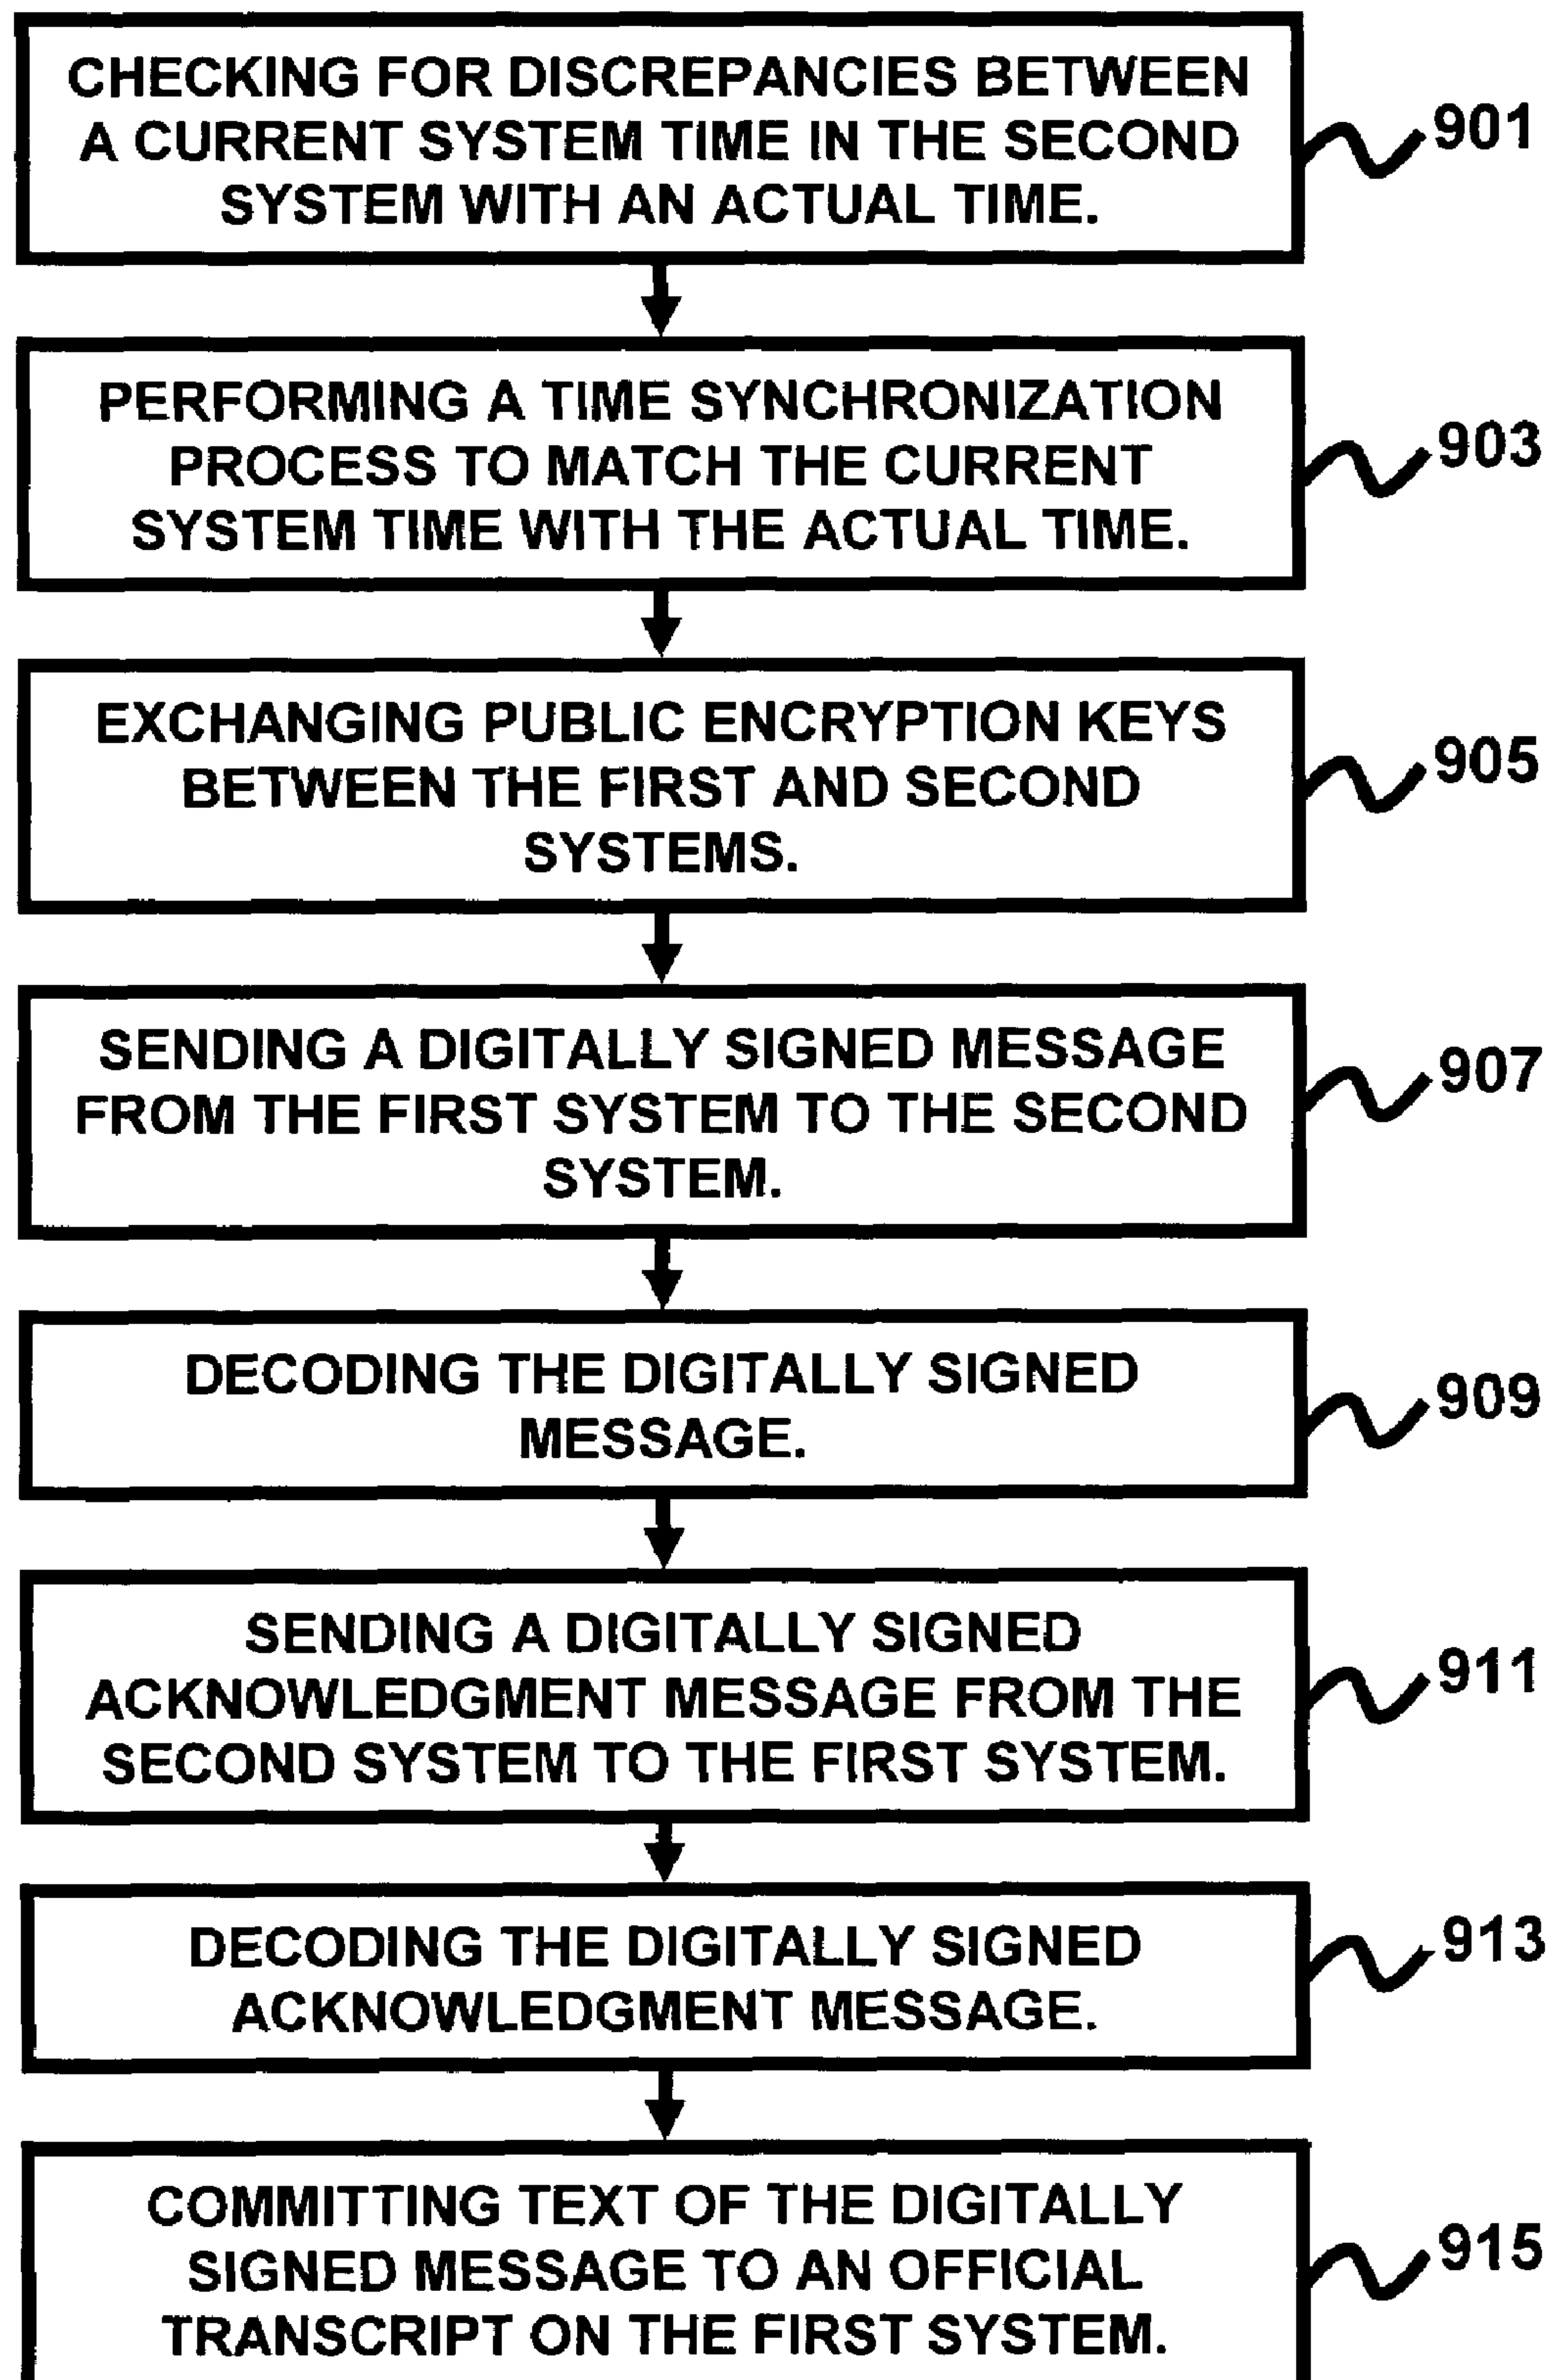 CHECKING FOR DISCREPANCIES BETWEEN
A CURRENT SYSTEM TIME IN THE SECOND
SYSTEM WITH AN ACTUAL TIME.
901
PERFORMING A TIME SYNCHRONIZATION
PROCESS TO MATCH THE CURRENT
SYSTEM TIME WITH THE ACTUAL TIME.
903
EXCHANGING PUBLIC ENCRYPTION KEYS
BETWEEN THE FIRST AND SECOND
SYSTEMS.
905
SENDING A DIGITALLY SIGNED MESSAGE
FROM THE FIRST SYSTEM TO THE SECOND
SYSTEM.
907
DECODING THE DIGITALLY SIGNED
MESSAGE.
909
SENDING A DIGITALLY SIGNED
ACKNOWLEDGMENT MESSAGE FROM THE
SECOND SYSTEM TO THE FIRST SYSTEM.
911
DECODING THE DIGITALLY SIGNED
ACKNOWLEDGMENT MESSAGE.
913
COMMITTING TEXT OF THE DIGITALLY
SIGNED MESSAGE TO AN OFFICIAL
TRANSCRIPT ON THE FIRST SYSTEM.
915